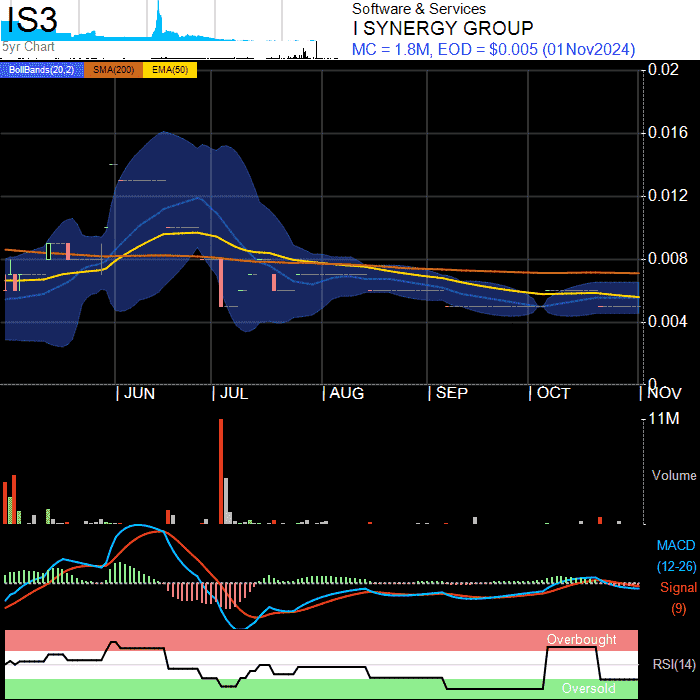 IS3
5yr Chart
Software & Services
I SYNERGY GROUP
MC = 1.8M, EOD = $0.005 (01Nov2024)
BollBands(20,2) SMA(200) EMA(50)
0.02
0.016
0.012
0.008
0.004
0
| JUN | JUL | AUG | SEP | OCT | NOV
11M
Volume
MACD
(12-26)
Signal
(9)
Overbought
RSI(14)
Oversold